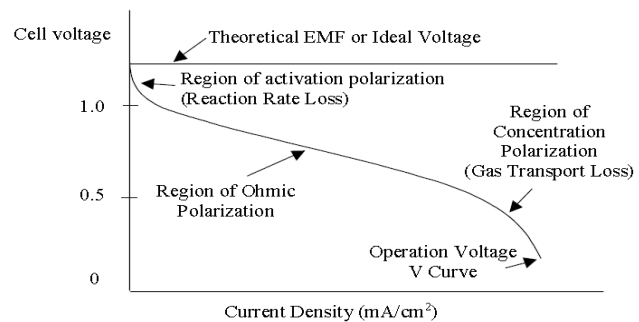 Cell voltage
Theoretical EMF or Ideal Voltage
Region of activation polarization
(Reaction Rate Loss)
1.0
Region of
Concentration
Polarization
(Gas Transport Loss)
Region of Ohmic
Polarization
0.5
Operation Voltage
V Curve
0
Current Density (mA/cm²)